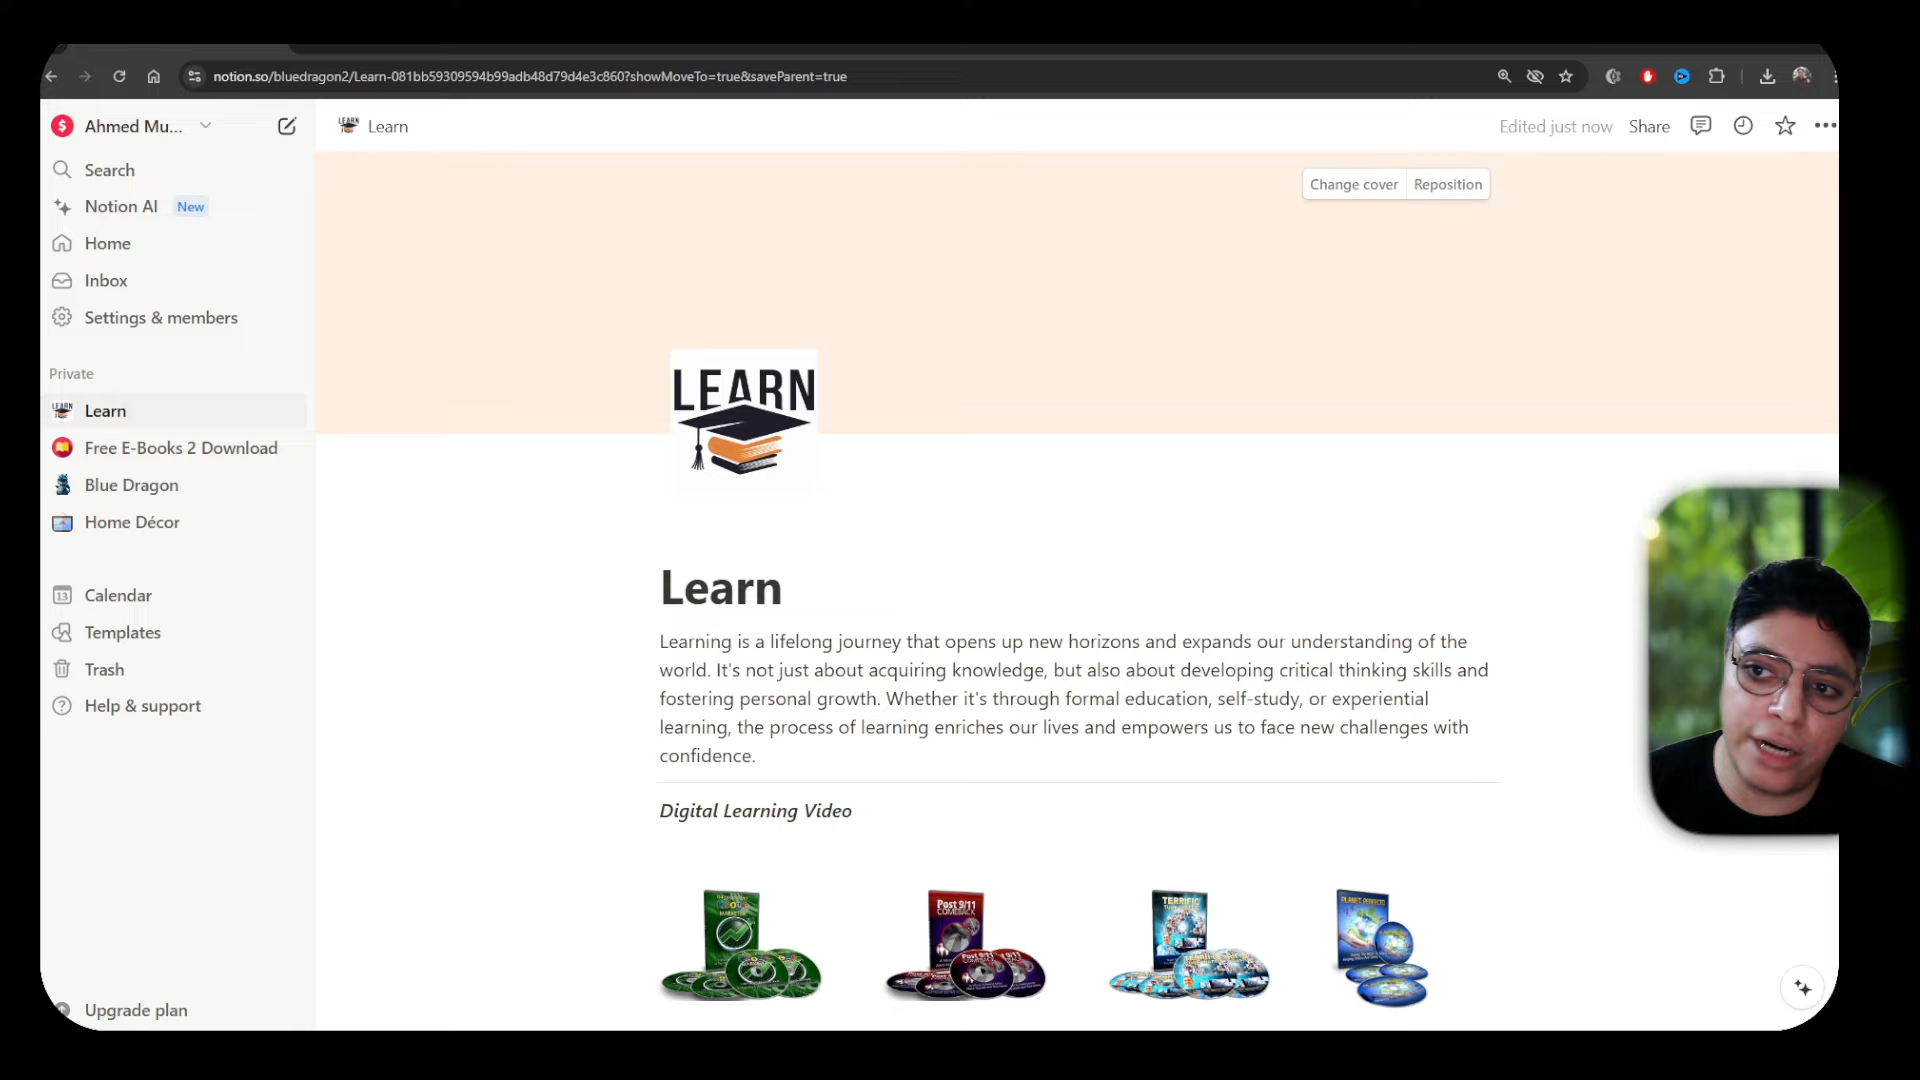 notion.so/bluedragon2/Learn-081bb59309594b99adb48d79d4e3c860?showMoveTo=true&saveParent=true
Ahmed Mu...
Learn
Edited just now
Share
Search
Notion AI New
Home
Inbox
Settings & members
Private
Learn
Free E-Books 2 Download
Blue Dragon
Home Décor
13 Calendar
Templates
Trash
Help & support
Upgrade plan
Change cover Reposition
LEARN
Learn
Learning is a lifelong journey that opens up new horizons and expands our understanding of the
world. It's not just about acquiring knowledge, but also about developing critical thinking skills and
fostering personal growth. Whether it's through formal education, self-study, or experiential
learning, the process of learning enriches our lives and empowers us to face new challenges with
confidence.
Digital Learning Video
Post 9/11
COMEBACK
TERRIFIC
PLANET PERFECTO